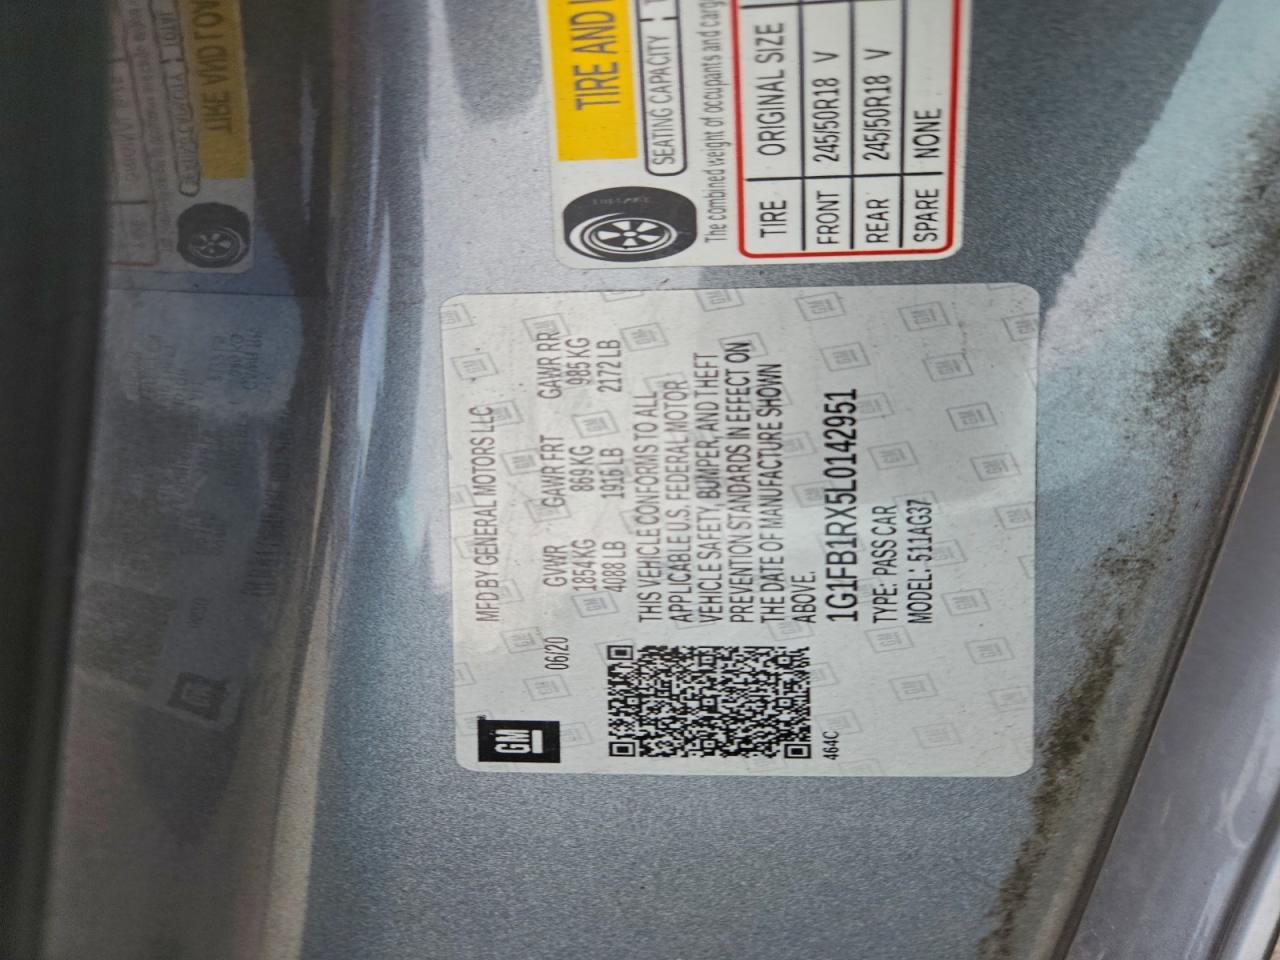 GM
MFD BY GENERAL MOTORS LLC
06/20 GVWR GAWR FRT GAWR RR
1854 KG 869 KG 985 KG
4088 LB 1916 LB 2172 LB
THIS VEHICLE CONFORMS TO ALL
APPLICABLE U.S. FEDERAL MOTOR
VEHICLE SAFETY, BUMPER, AND THEFT
PREVENTION STANDARDS IN EFFECT ON
THE DATE OF MANUFACTURE SHOWN
ABOVE.
1G1FB1RX5L0142951
464C
TYPE: PASS CAR
MODEL: 511AG37
TIRE AND
SEATING CAPACITY
The combined weight of occupants and
TIRE ORIGINAL SIZE
FRONT 245/50R18 V
REAR 245/50R18 V
SPARE NONE